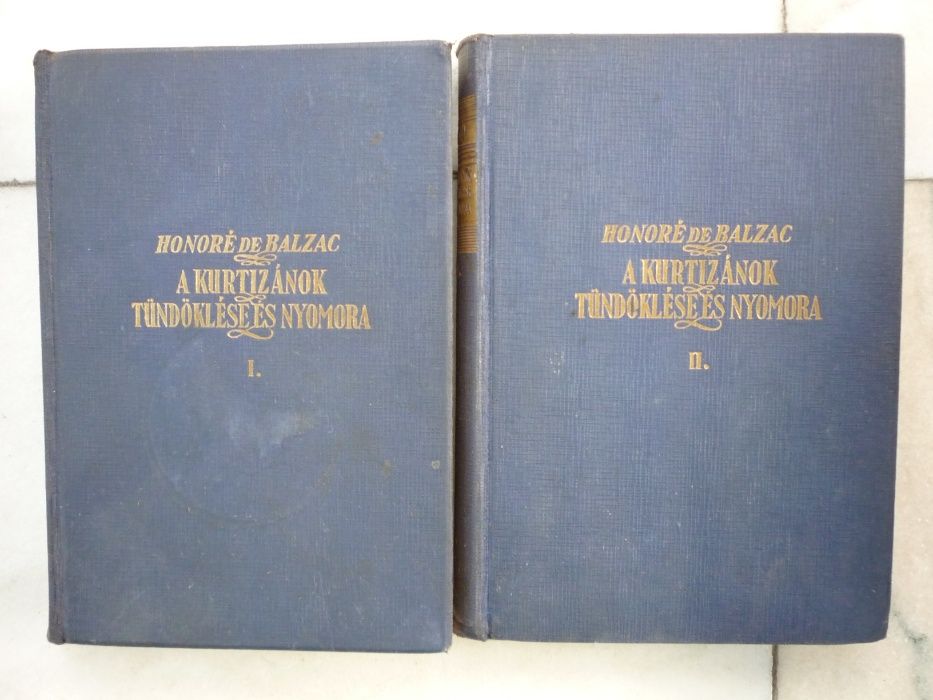 HONORÉ DE BALZAC
A KURTIZÁNOK
TÜNDÖKLÉSE ÉS NYOMORA
I.
HONORÉ DE BALZAC
A KURTIZÁNOK
TÜNDÖKLÉSE ÉS NYOMORA
II.